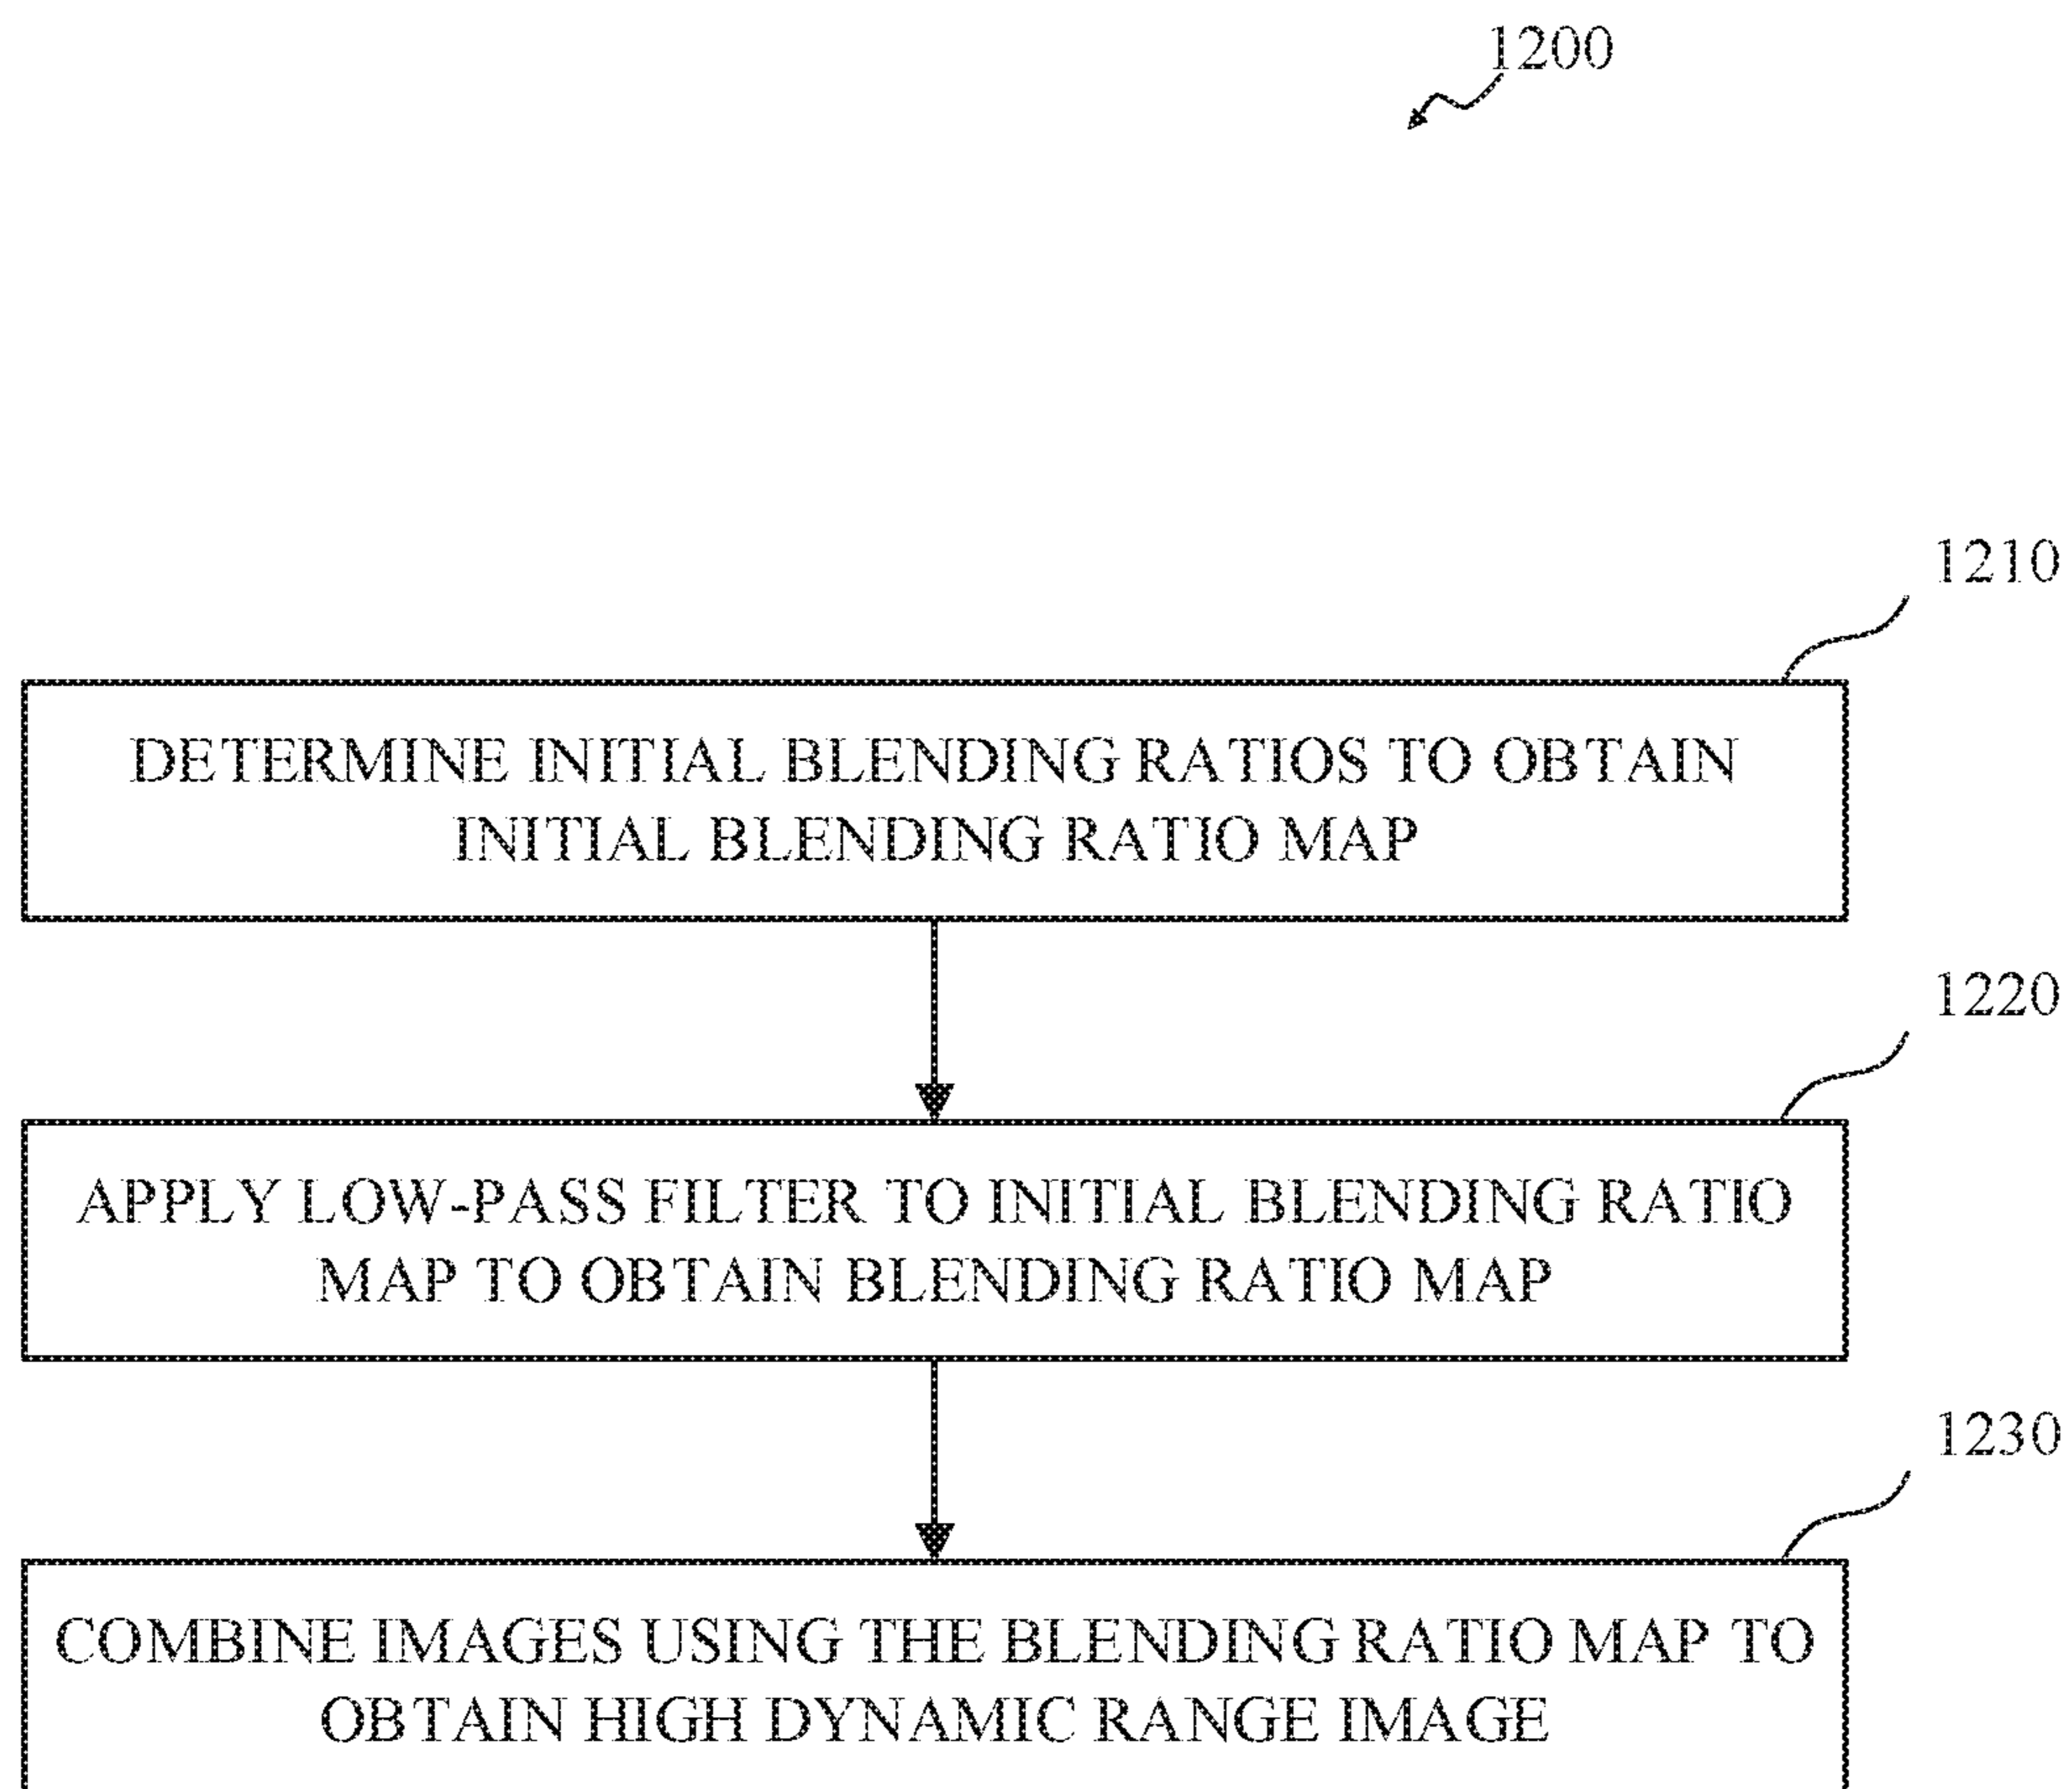 1200
1210
DETERMINE INITIAL BLENDING RATIOS TO OBTAIN
INITIAL BLENDING RATIO MAP
1220
APPLY LOW-PASS FILTER TO INITIAL BLENDING RATIO
MAP TO OBTAIN BLENDING RATIO MAP
1230
COMBINE IMAGES USING THE BLENDING RATIO MAP TO
OBTAIN HIGH DYNAMIC RANGE IMAGE